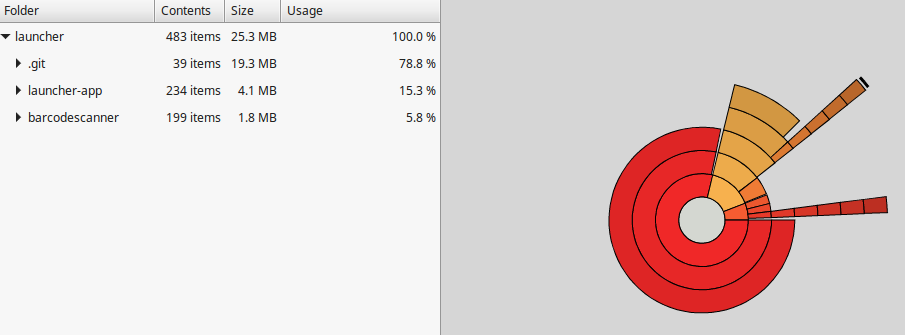 Folder Contents Size Usage
launcher 483 items 25.3 MB 100.0 %
.git 39 items 19.3 MB 78.8 %
launcher-app 234 items 4.1 MB 15.3 %
barcodescanner 199 items 1.8 MB 5.8 %